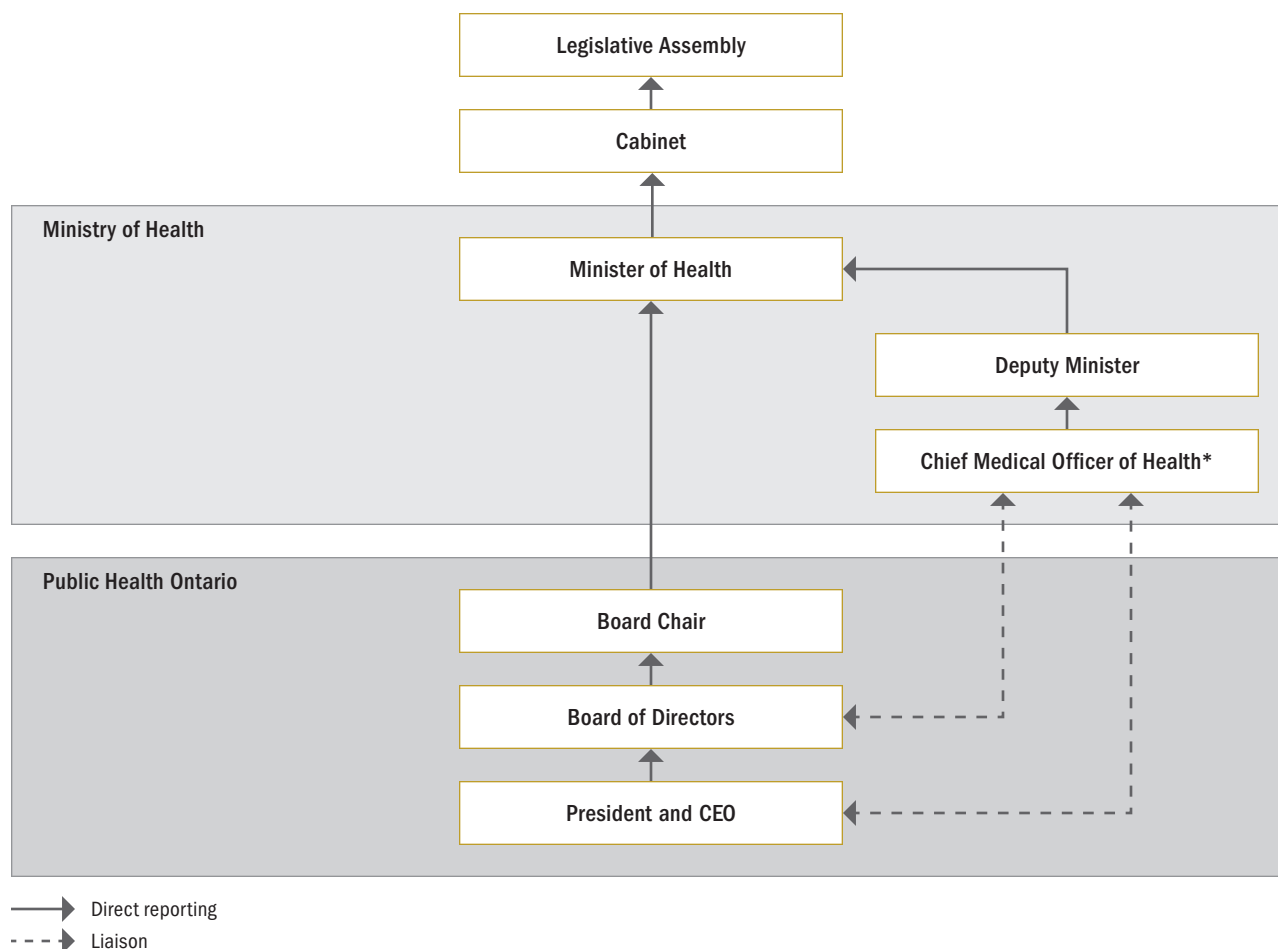 Legislative Assembly
Cabinet
Ministry of Health
Minister of Health
Deputy Minister
Chief Medical Officer of Health*
Public Health Ontario
Board Chair
Board of Directors
President and CEO
Direct reporting
Liaison